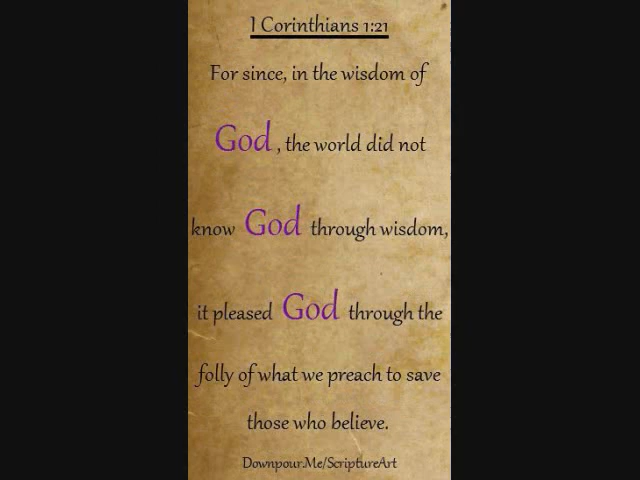 1 Corinthians 1:21
For since, in the wisdom of
God, the world did not
know God through wisdom,
it pleased God through the
folly of what we preach to save
those who believe.
Downpour.Me/ScriptureArt